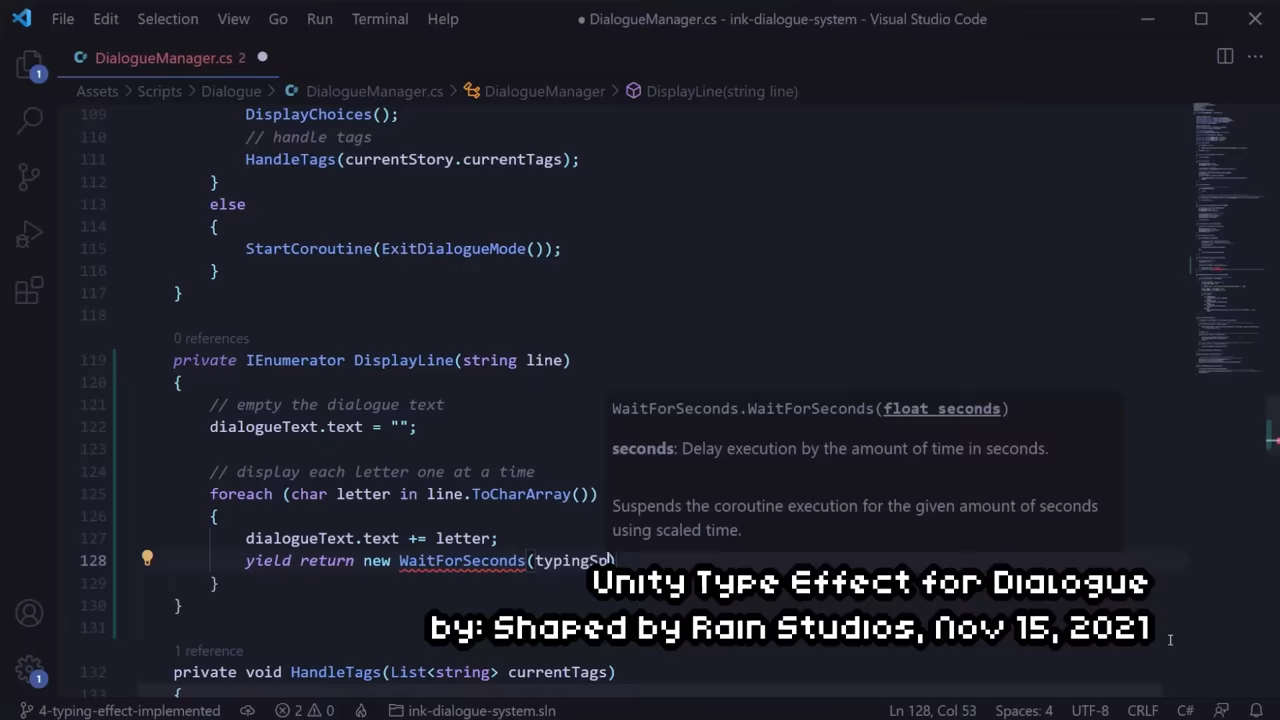 File Edit Selection View Go Run Terminal Help ● DialogueManager.cs - ink-dialogue-system - Visual Studio Code
DialogueManager.cs 2
1
Assets > Scripts > Dialogue > DialogueManager.cs > DialogueManager > DisplayLine(string line)
109 DisplayChoices();
110 // handle tags
111 HandleTags(currentStory.currentTags);
112 }
113 else
114 {
115 StartCoroutine(ExitDialogueMode());
116 }
117 }
118
0 references
119 private IEnumerator DisplayLine(string line)
120 {
121 // empty the dialogue text
122 dialogueText.text = "";
123
124 // display each letter one at a time
125 foreach (char letter in line.ToCharArray())
126 {
127 dialogueText.text += letter;
128 yield return new WaitForSeconds(typingSp)
129 }
130 }
131
WaitForSeconds.WaitForSeconds(float seconds)
seconds: Delay execution by the amount of time in seconds.
Suspends the coroutine execution for the given amount of seconds
using scaled time.
Unity Type Effect for Dialogue
by: Shaped by Rain Studios, Nov 15, 2021
1 reference
132 private void HandleTags(List<string> currentTags)
133 {
1
4-typing-effect-implemented 2 0 ink-dialogue-system.sln Ln 128, Col 53 Spaces: 4 UTF-8 CRLF C#